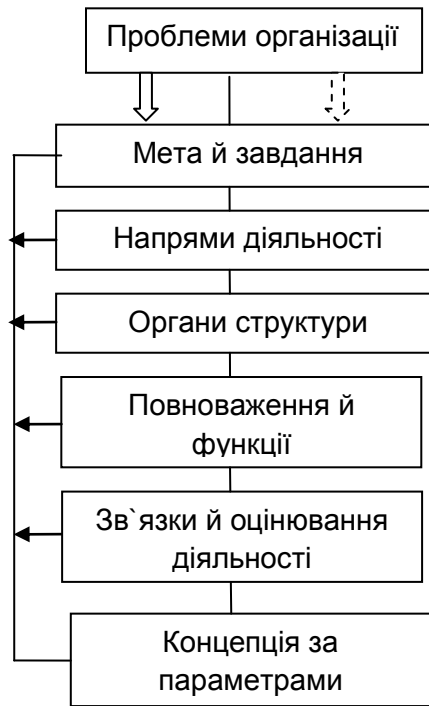 Проблеми організації
Мета й завдання
Напрями діяльності
Органи структури
Повноваження й
функції
Зв`язки й оцінювання
діяльності
Концепція за
параметрами